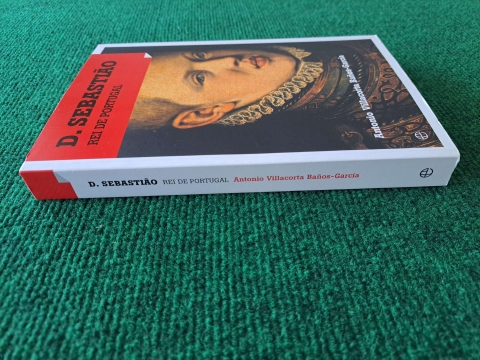 D. SEBASTIÃO
REI DE PORTUGAL
Antonio Villacorta Baños-García
D. SEBASTIÃO REI DE PORTUGAL Antonio Villacorta Baños-García